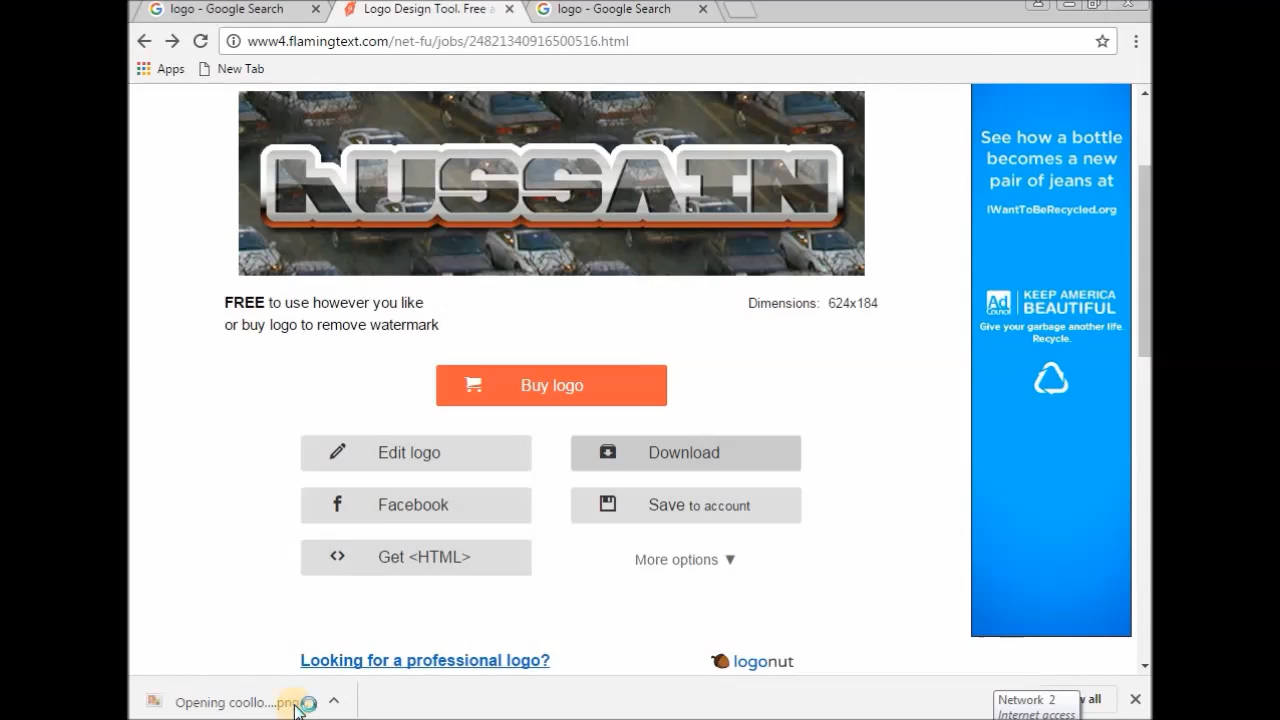 logo - Google Search
Logo Design Tool. Free a
logo - Google Search
www4.flamingtext.com/net-fu/jobs/24821340916500516.html
Apps
New Tab
HUSSAIN
See how a bottle
becomes a new
pair of jeans at
IWantToBeRecycled.org
FREE to use however you like
or buy logo to remove watermark
Dimensions: 624x184
Ad
COUNCIL
KEEP AMERICA
BEAUTIFUL
Give your garbage another life.
Recycle.
Buy logo
Edit logo
Download
Facebook
Save to account
Get <HTML>
More options ▼
Looking for a professional logo?
logonut
Opening coollo....png
Network 2
Internet access
all